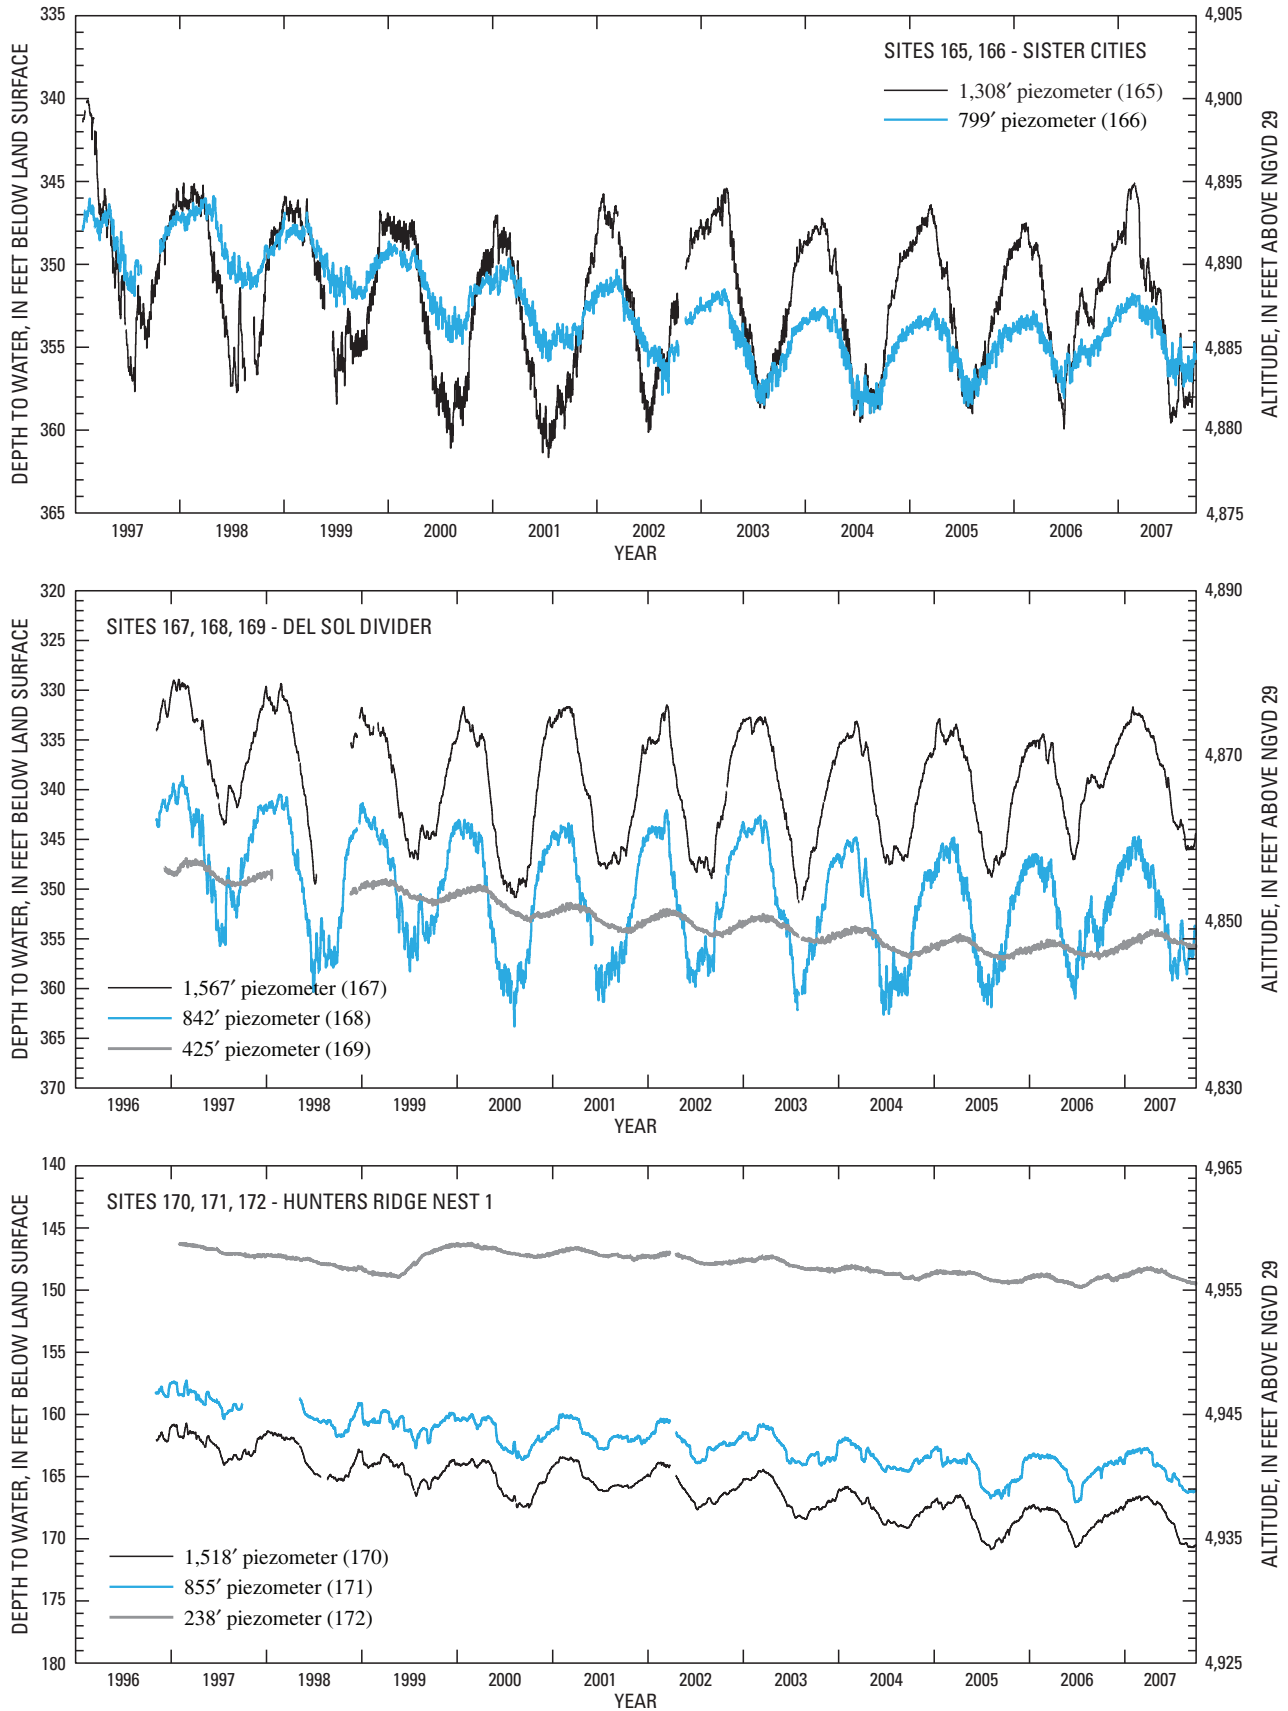 SITES 165, 166 - SISTER CITIES
1,308′ piezometer (165)
799′ piezometer (166)
DEPTH TO WATER, IN FEET BELOW LAND SURFACE
335
340
345
350
355
360
365
4,905
4,900
4,895
4,890
4,885
4,880
4,875
ALTITUDE, IN FEET ABOVE NGVD 29
1997 1998 1999 2000 2001 2002 2003 2004 2005 2006 2007
YEAR
SITES 167, 168, 169 - DEL SOL DIVIDER
1,567′ piezometer (167)
842′ piezometer (168)
425′ piezometer (169)
DEPTH TO WATER, IN FEET BELOW LAND SURFACE
320
325
330
335
340
345
350
355
360
365
370
4,890
4,870
4,850
4,830
ALTITUDE, IN FEET ABOVE NGVD 29
1996 1997 1998 1999 2000 2001 2002 2003 2004 2005 2006 2007
YEAR
SITES 170, 171, 172 - HUNTERS RIDGE NEST 1
1,518′ piezometer (170)
855′ piezometer (171)
238′ piezometer (172)
DEPTH TO WATER, IN FEET BELOW LAND SURFACE
140
145
150
155
160
165
170
175
180
4,965
4,955
4,945
4,935
4,925
ALTITUDE, IN FEET ABOVE NGVD 29
1996 1997 1998 1999 2000 2001 2002 2003 2004 2005 2006 2007
YEAR